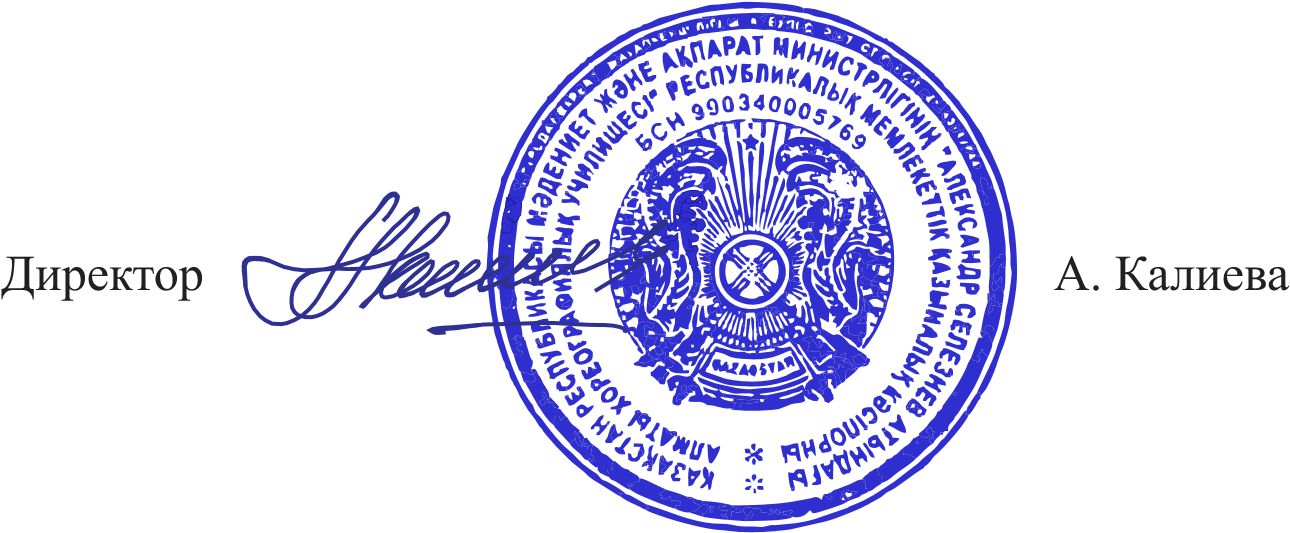 Директор
А. Калиева
ҚАЗАҚСТАН РЕСПУБЛИКАСЫ МӘДЕНИЕТ ЖӘНЕ АҚПАРАТ МИНИСТРЛІГІНІҢ "АЛЕКСАНДР СЕЛЕЗНЕВ АТЫНДАҒЫ
АЛМАТЫ ХОРЕОГРАФИЯЛЫҚ УЧИЛИЩЕСІ" РЕСПУБЛИКАЛЫҚ МЕМЛЕКЕТТІК ҚАЗЫНАЛЫҚ КӘСІПОРНЫ
БСН 990340005769
QAZAQSTAN